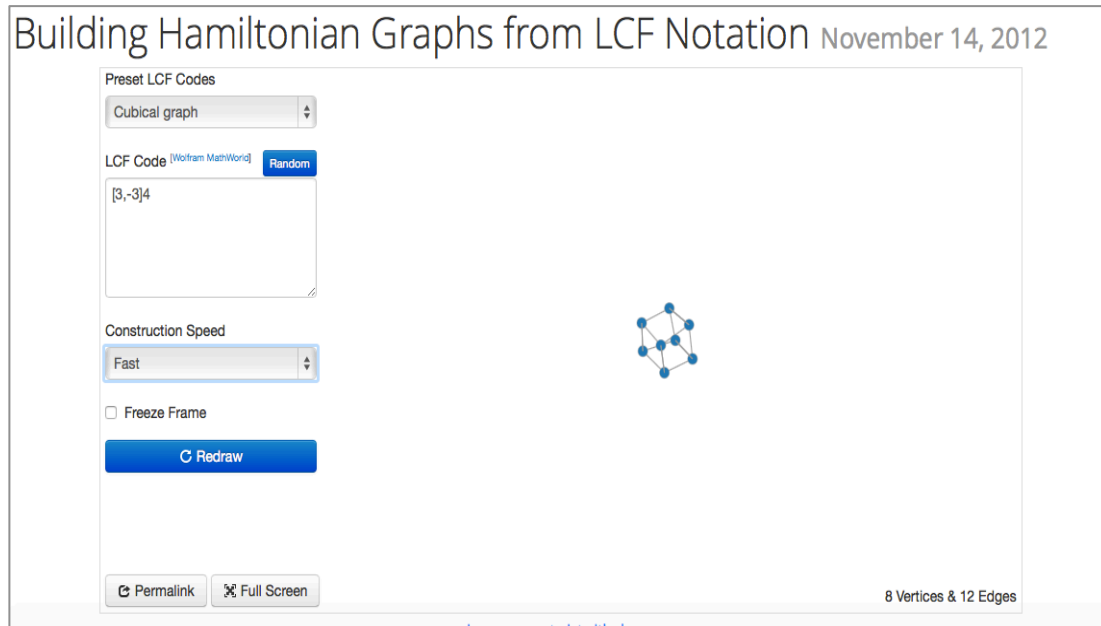 Building Hamiltonian Graphs from LCF Notation November 14, 2012
Preset LCF Codes
Cubical graph
LCF Code [Wolfram MathWorld] Random
[3,-3]4
Construction Speed
Fast
Freeze Frame
Redraw
Permalink Full Screen
8 Vertices & 12 Edges